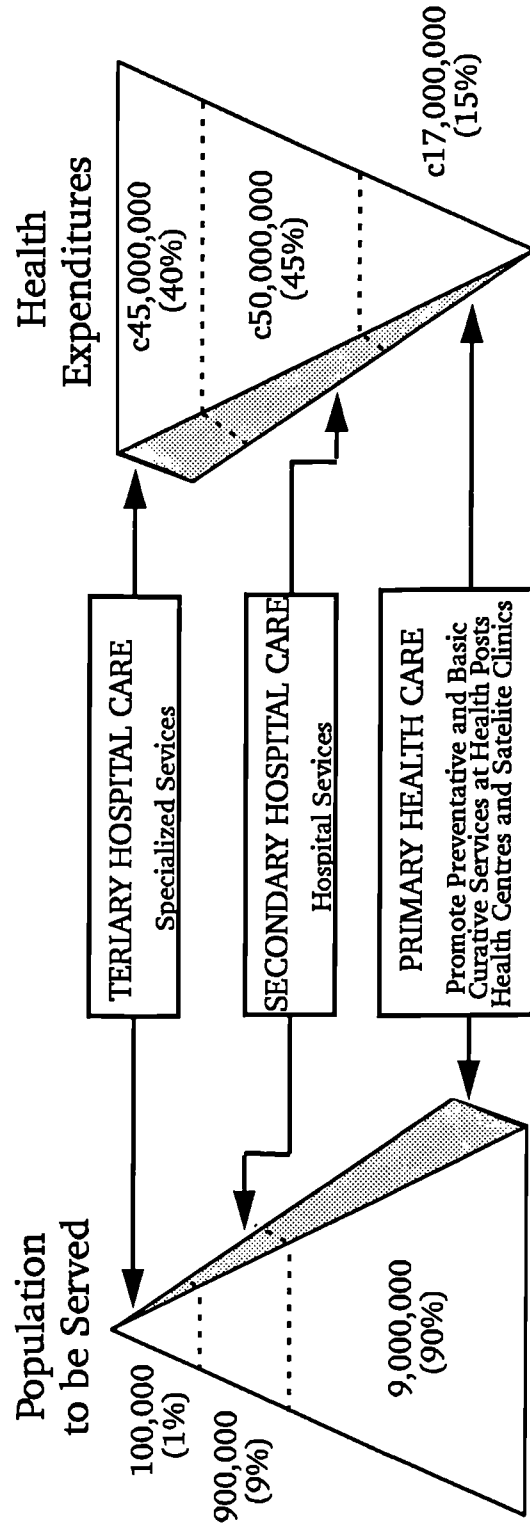 Population
to be Served
100,000
(1%)
900,000
(9%)
9,000,000
(90%)
TERIARY HOSPITAL CARE
Specialized Sevices
SECONDARY HOSPITAL CARE
Hospital Sevices
PRIMARY HEALTH CARE
Promote Preventative and Basic
Curative Services at Health Posts
Health Centres and Satelite Clinics
Health
Expenditures
c45,000,000
(40%)
c50,000,000
(45%)
c17,000,000
(15%)